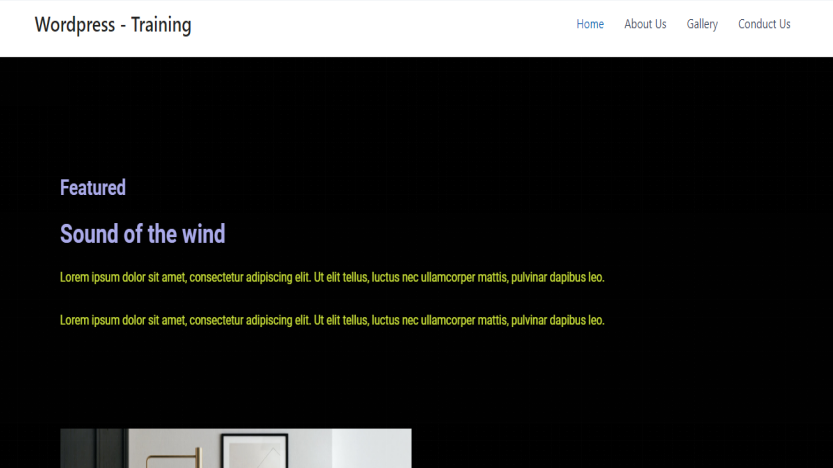 Wordpress - Training
Home About Us Gallery Conduct Us
Featured
Sound of the wind
Lorem ipsum dolor sit amet, consectetur adipiscing elit. Ut elit tellus, luctus nec ullamcorper mattis, pulvinar dapibus leo.
Lorem ipsum dolor sit amet, consectetur adipiscing elit. Ut elit tellus, luctus nec ullamcorper mattis, pulvinar dapibus leo.